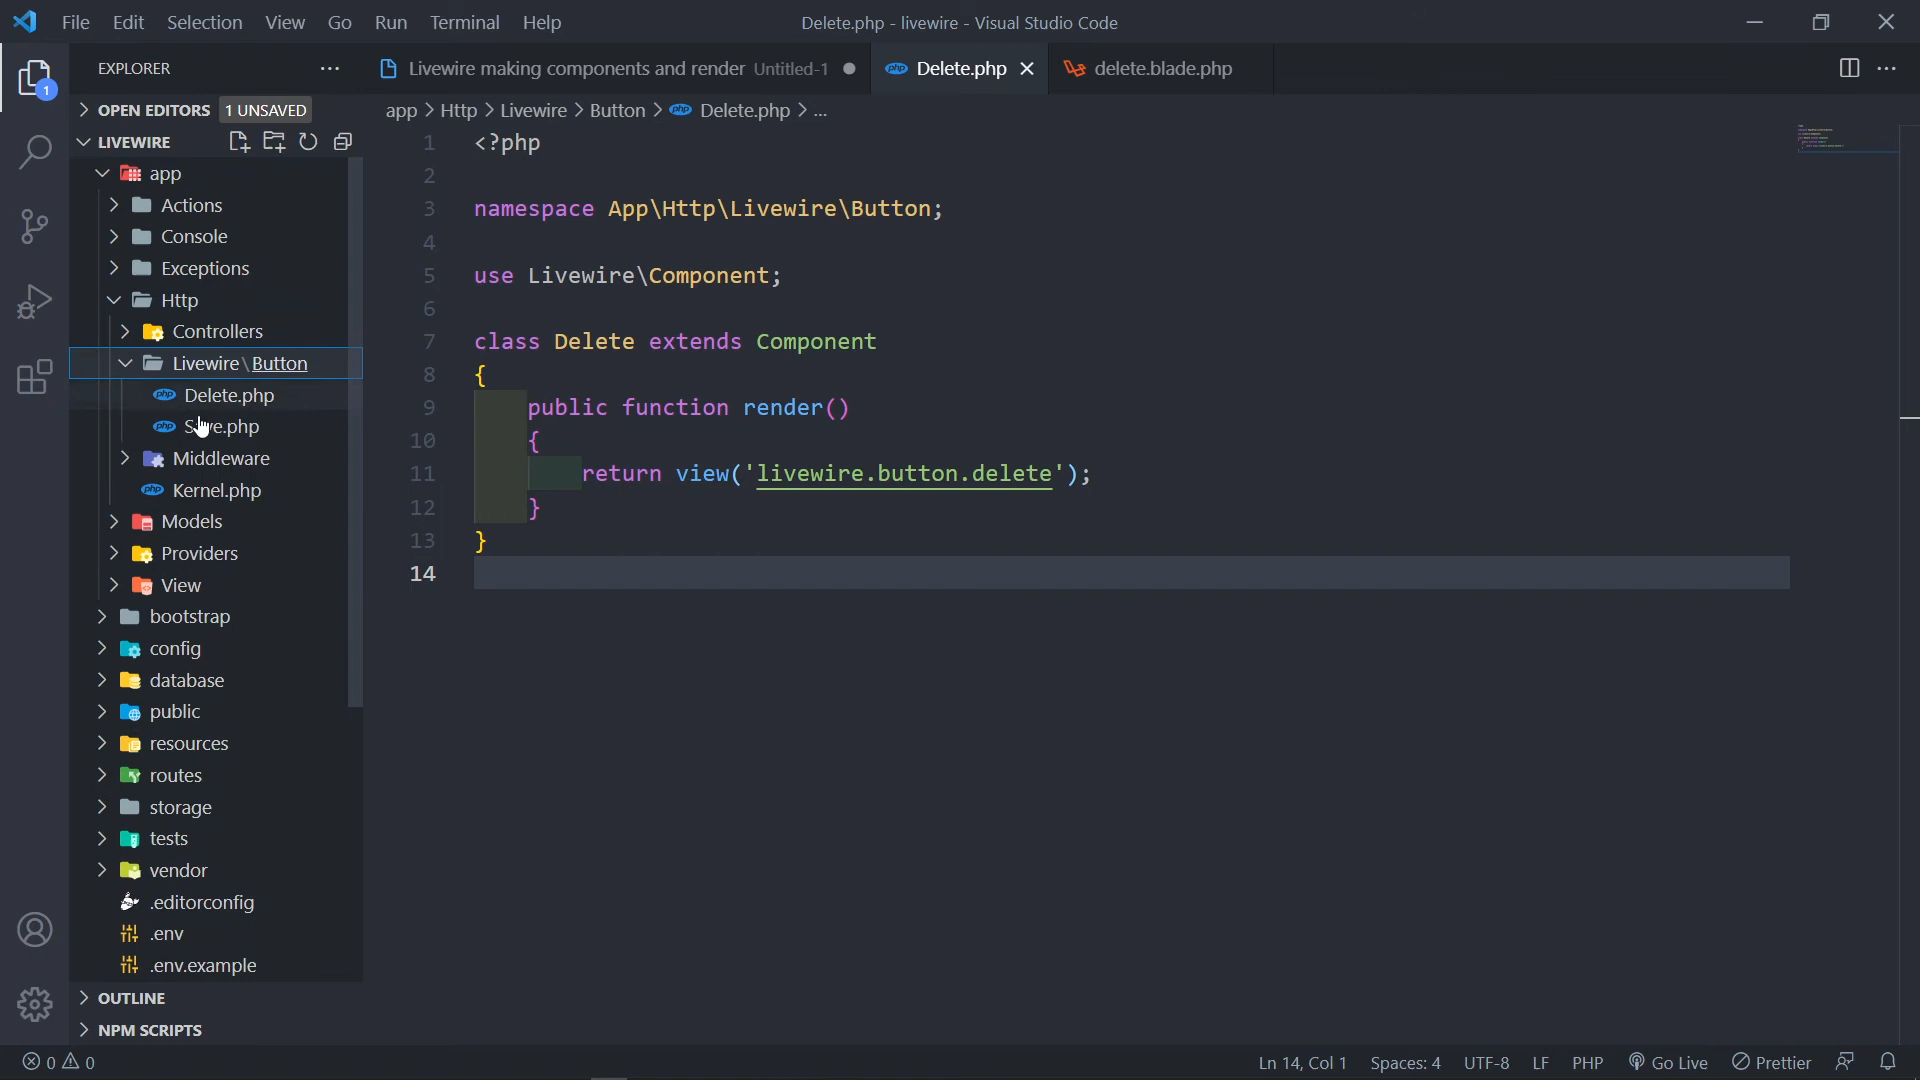 File Edit Selection View Go Run Terminal Help
Delete.php - livewire - Visual Studio Code
EXPLORER
Livewire making components and render Untitled-1
Delete.php
delete.blade.php
1
OPEN EDITORS 1 UNSAVED
app > Http > Livewire > Button > Delete.php > ...
LIVEWIRE
app
Actions
Console
Exceptions
Http
Controllers
Livewire\Button
Delete.php
Save.php
Middleware
Kernel.php
Models
Providers
View
bootstrap
config
database
public
resources
routes
storage
tests
vendor
.editorconfig
.env
.env.example
OUTLINE
NPM SCRIPTS
1 <?php
2
3 namespace App\Http\Livewire\Button;
4
5 use Livewire\Component;
6
7 class Delete extends Component
8 {
9 public function render()
10 {
11 return view('livewire.button.delete');
12 }
13 }
14
0 0
Ln 14, Col 1 Spaces: 4 UTF-8 LF PHP Go Live Prettier